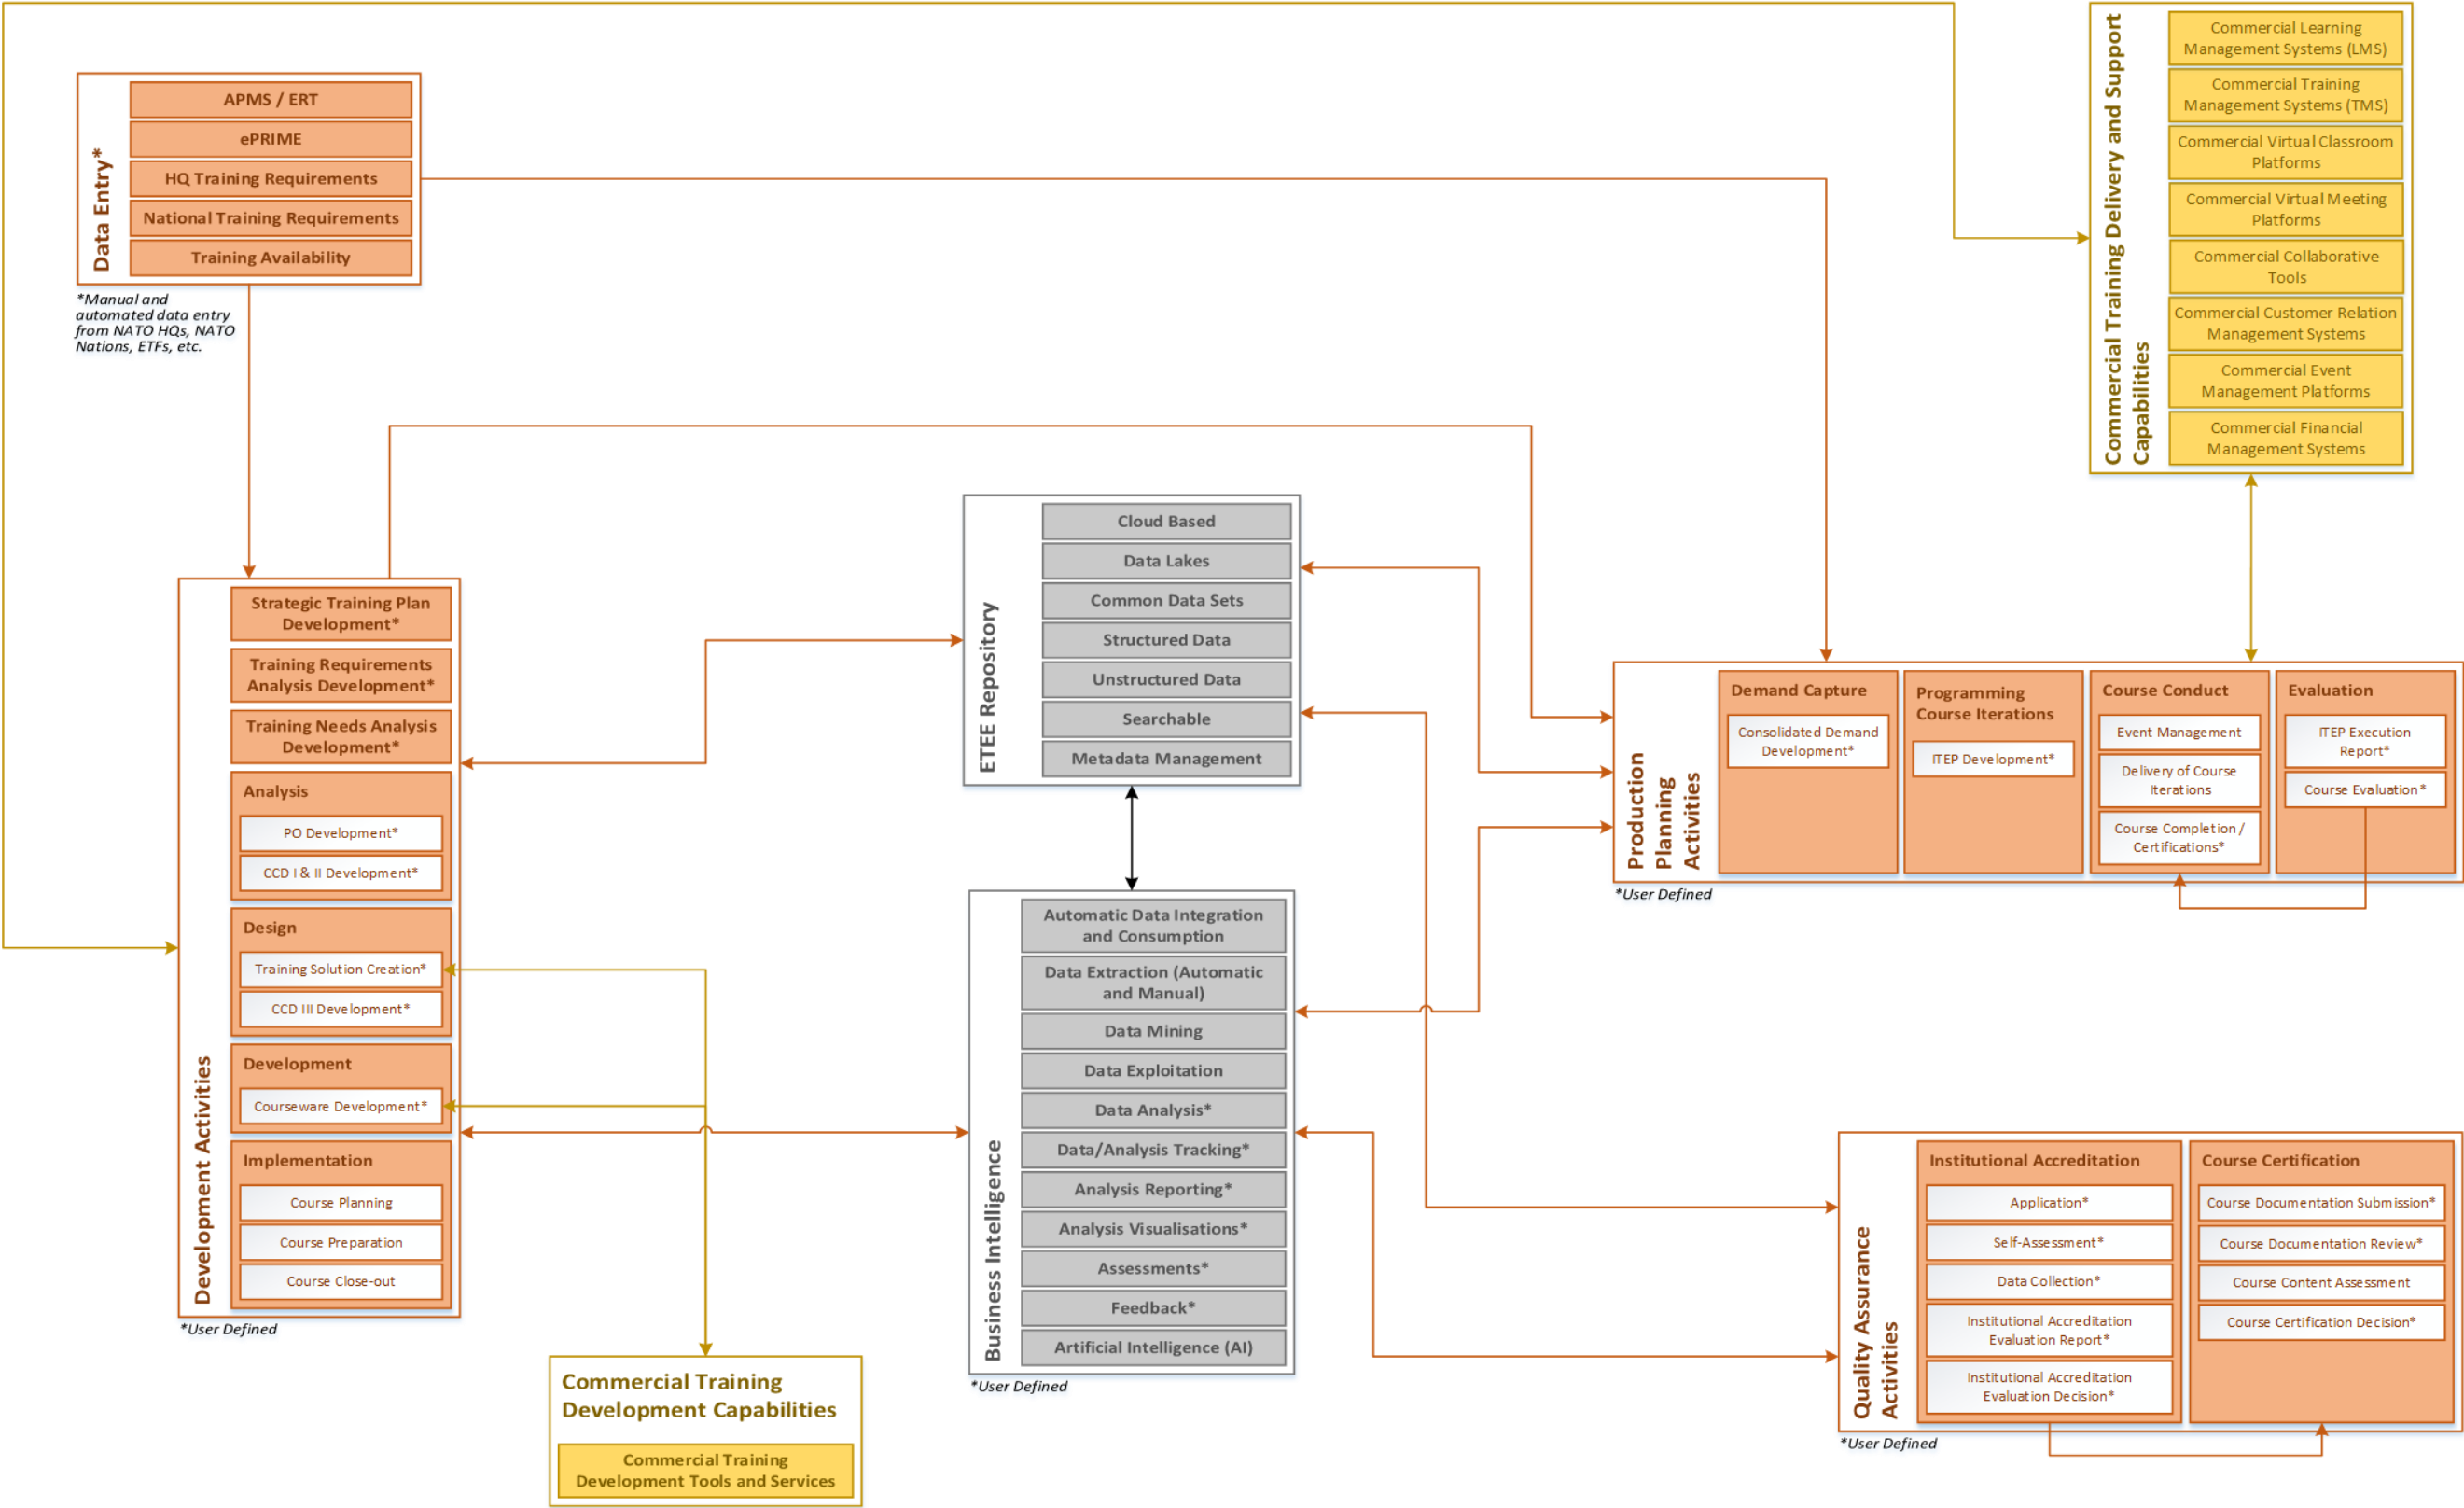 Data Entry*
APMS / ERT
ePRIME
HQ Training Requirements
National Training Requirements
Training Availability
*Manual and
automated data entry
from NATO HQs, NATO
Nations, ETFs, etc.
Commercial Training Delivery and Support
Capabilities
Commercial Learning
Management Systems (LMS)
Commercial Training
Management Systems (TMS)
Commercial Virtual Classroom
Platforms
Commercial Virtual Meeting
Platforms
Commercial Collaborative
Tools
Commercial Customer Relation
Management Systems
Commercial Event
Management Platforms
Commercial Financial
Management Systems
Development Activities
Strategic Training Plan
Development*
Training Requirements
Analysis Development*
Training Needs Analysis
Development*
Analysis
PO Development*
CCD I & II Development*
Design
Training Solution Creation*
CCD III Development*
Development
Courseware Development*
Implementation
Course Planning
Course Preparation
Course Close-out
*User Defined
ETEE Repository
Cloud Based
Data Lakes
Common Data Sets
Structured Data
Unstructured Data
Searchable
Metadata Management
Business Intelligence
Automatic Data Integration
and Consumption
Data Extraction (Automatic
and Manual)
Data Mining
Data Exploitation
Data Analysis*
Data/Analysis Tracking*
Analysis Reporting*
Analysis Visualisations*
Assessments*
Feedback*
Artificial Intelligence (AI)
*User Defined
Production
Planning
Activities
Demand Capture
Consolidated Demand
Development*
Programming
Course Iterations
ITEP Development*
Course Conduct
Event Management
Delivery of Course
Iterations
Course Completion /
Certifications*
Evaluation
ITEP Execution
Report*
Course Evaluation*
*User Defined
Quality Assurance
Activities
Institutional Accreditation
Application*
Self-Assessment*
Data Collection*
Institutional Accreditation
Evaluation Report*
Institutional Accreditation
Evaluation Decision*
Course Certification
Course Documentation Submission*
Course Documentation Review*
Course Content Assessment
Course Certification Decision*
*User Defined
Commercial Training
Development Capabilities
Commercial Training
Development Tools and Services